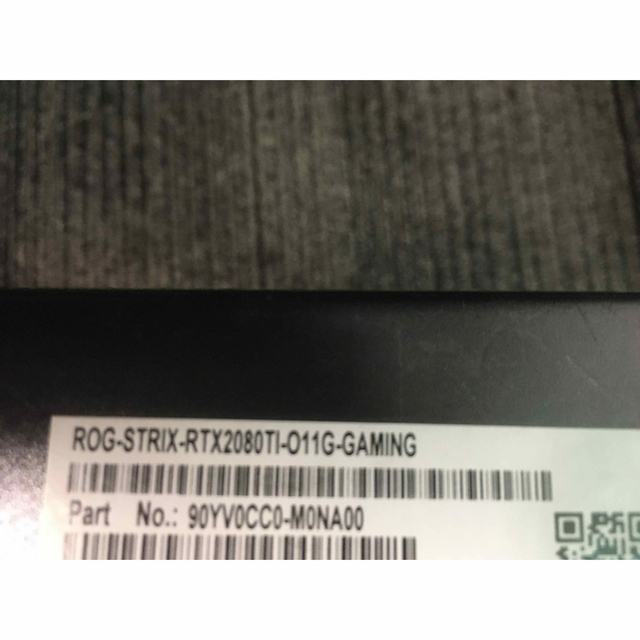 ROG-STRIX-RTX2080TI-O11G-GAMING
Part No.: 90YV0CC0-M0NA00